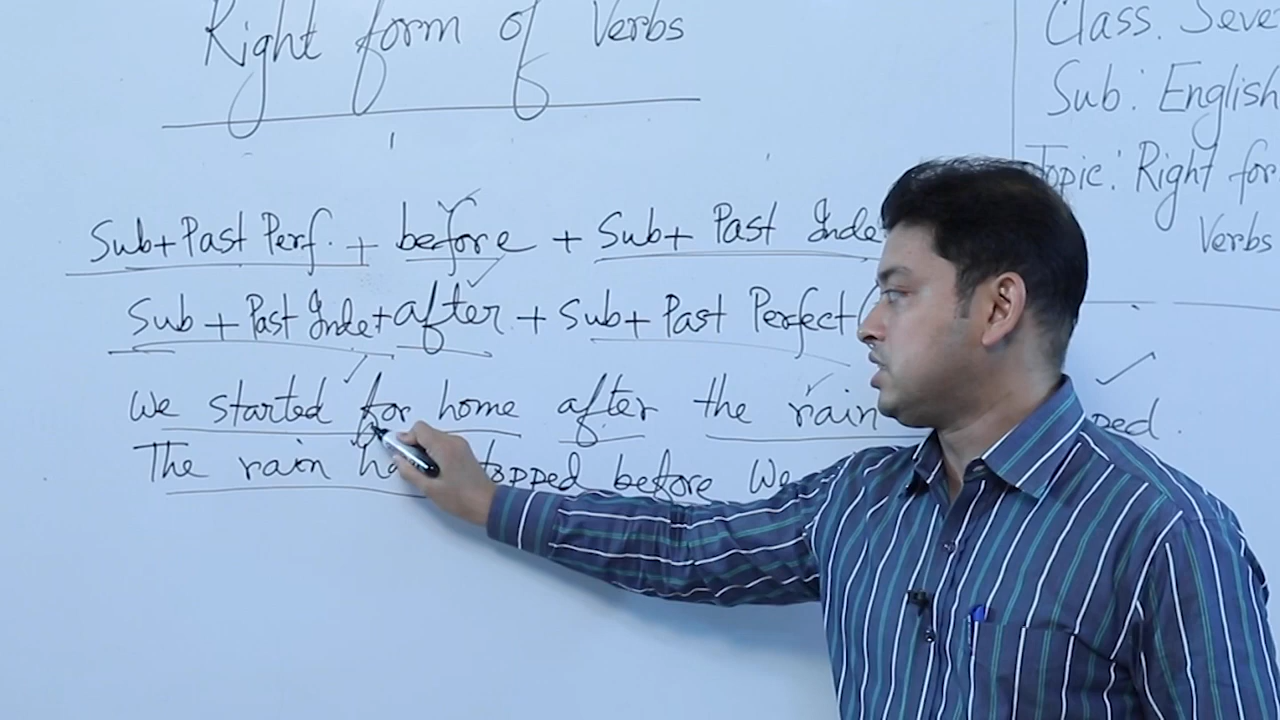 Right form of Verbs
Class. Seve
Sub: English
Topic: Right for
Verbs
Sub+Past Perf. + before + Sub+ Past Inde
Sub + Past Inde+after + Sub+ Past Perfect
We started for home after the rain
The rain stopped before We